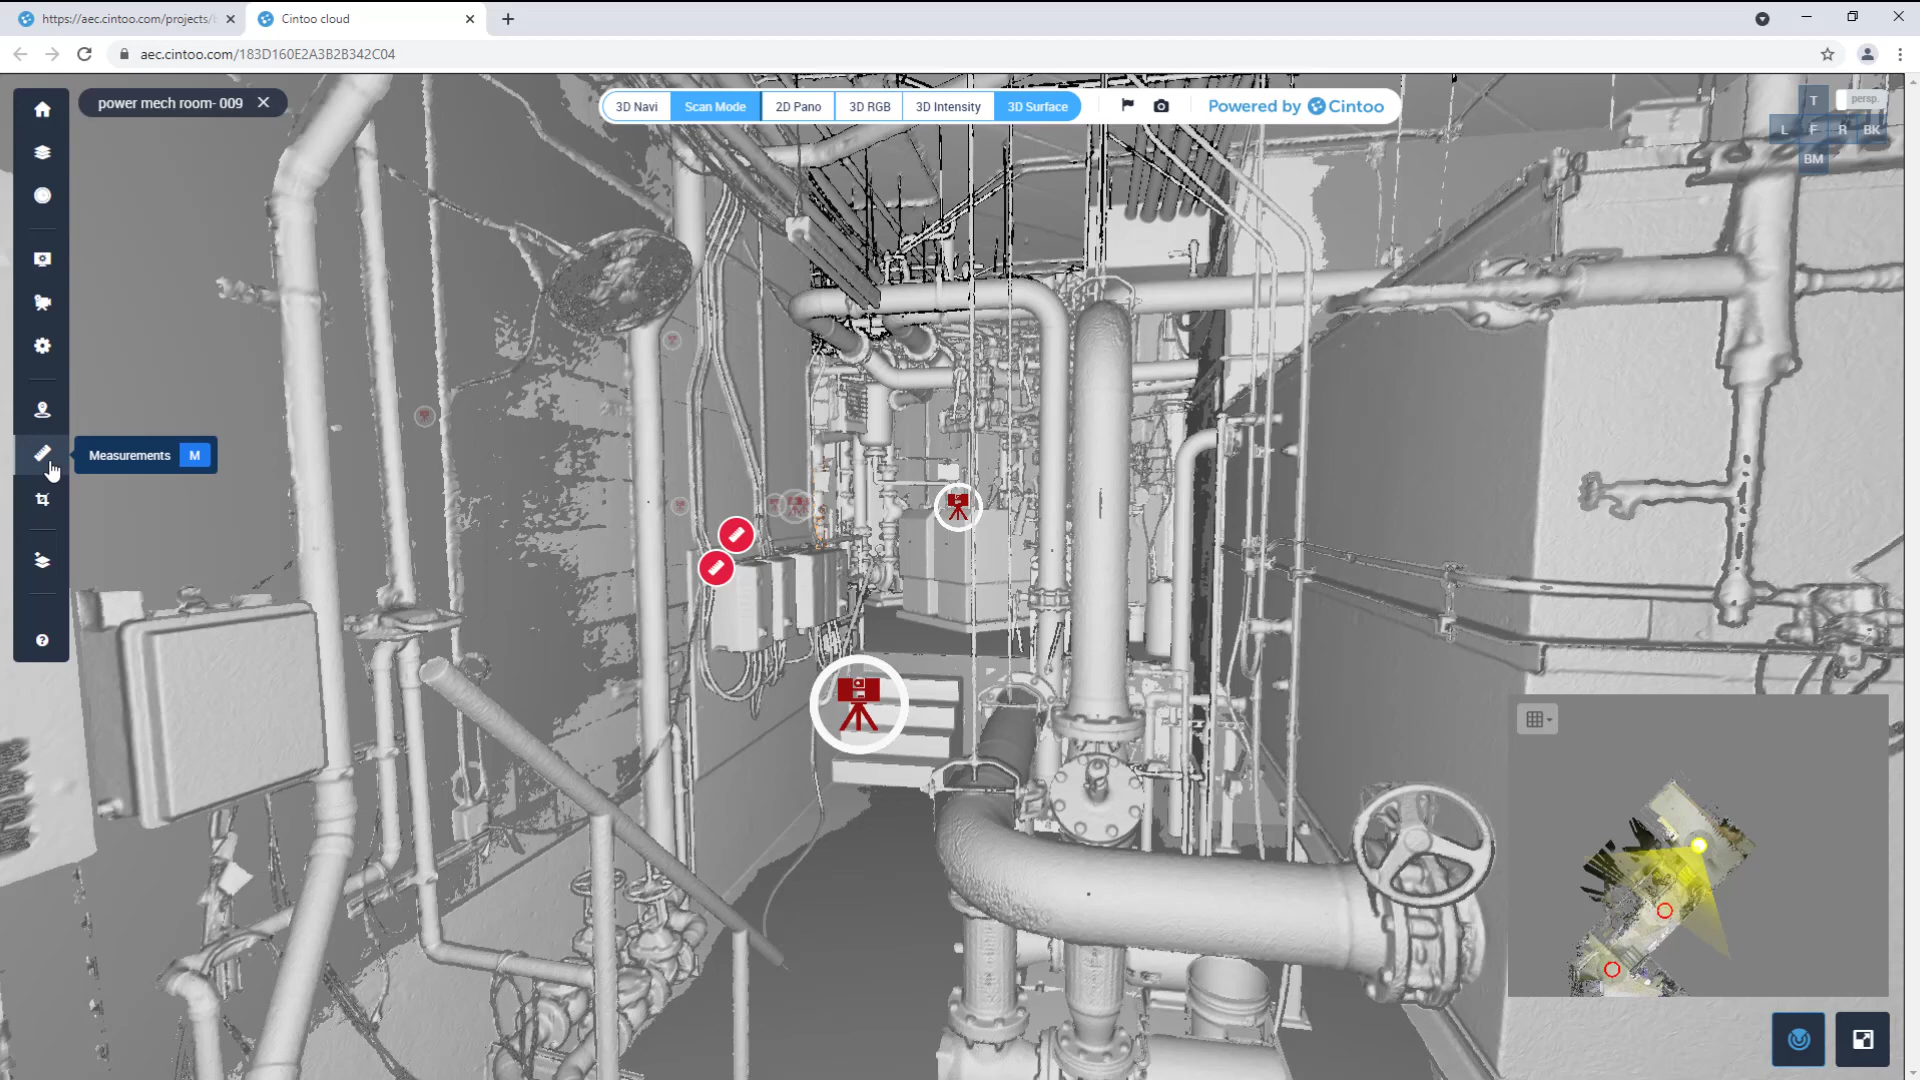 https://aec.cintoo.com/projects/
Cintoo cloud
aec.cintoo.com/183D160E2A3B2B342C04
power mech room- 009
3D Navi
Scan Mode
2D Pano
3D RGB
3D Intensity
3D Surface
Powered by Cintoo
T
persp.
L
F
R
BK
BM
Measurements
M